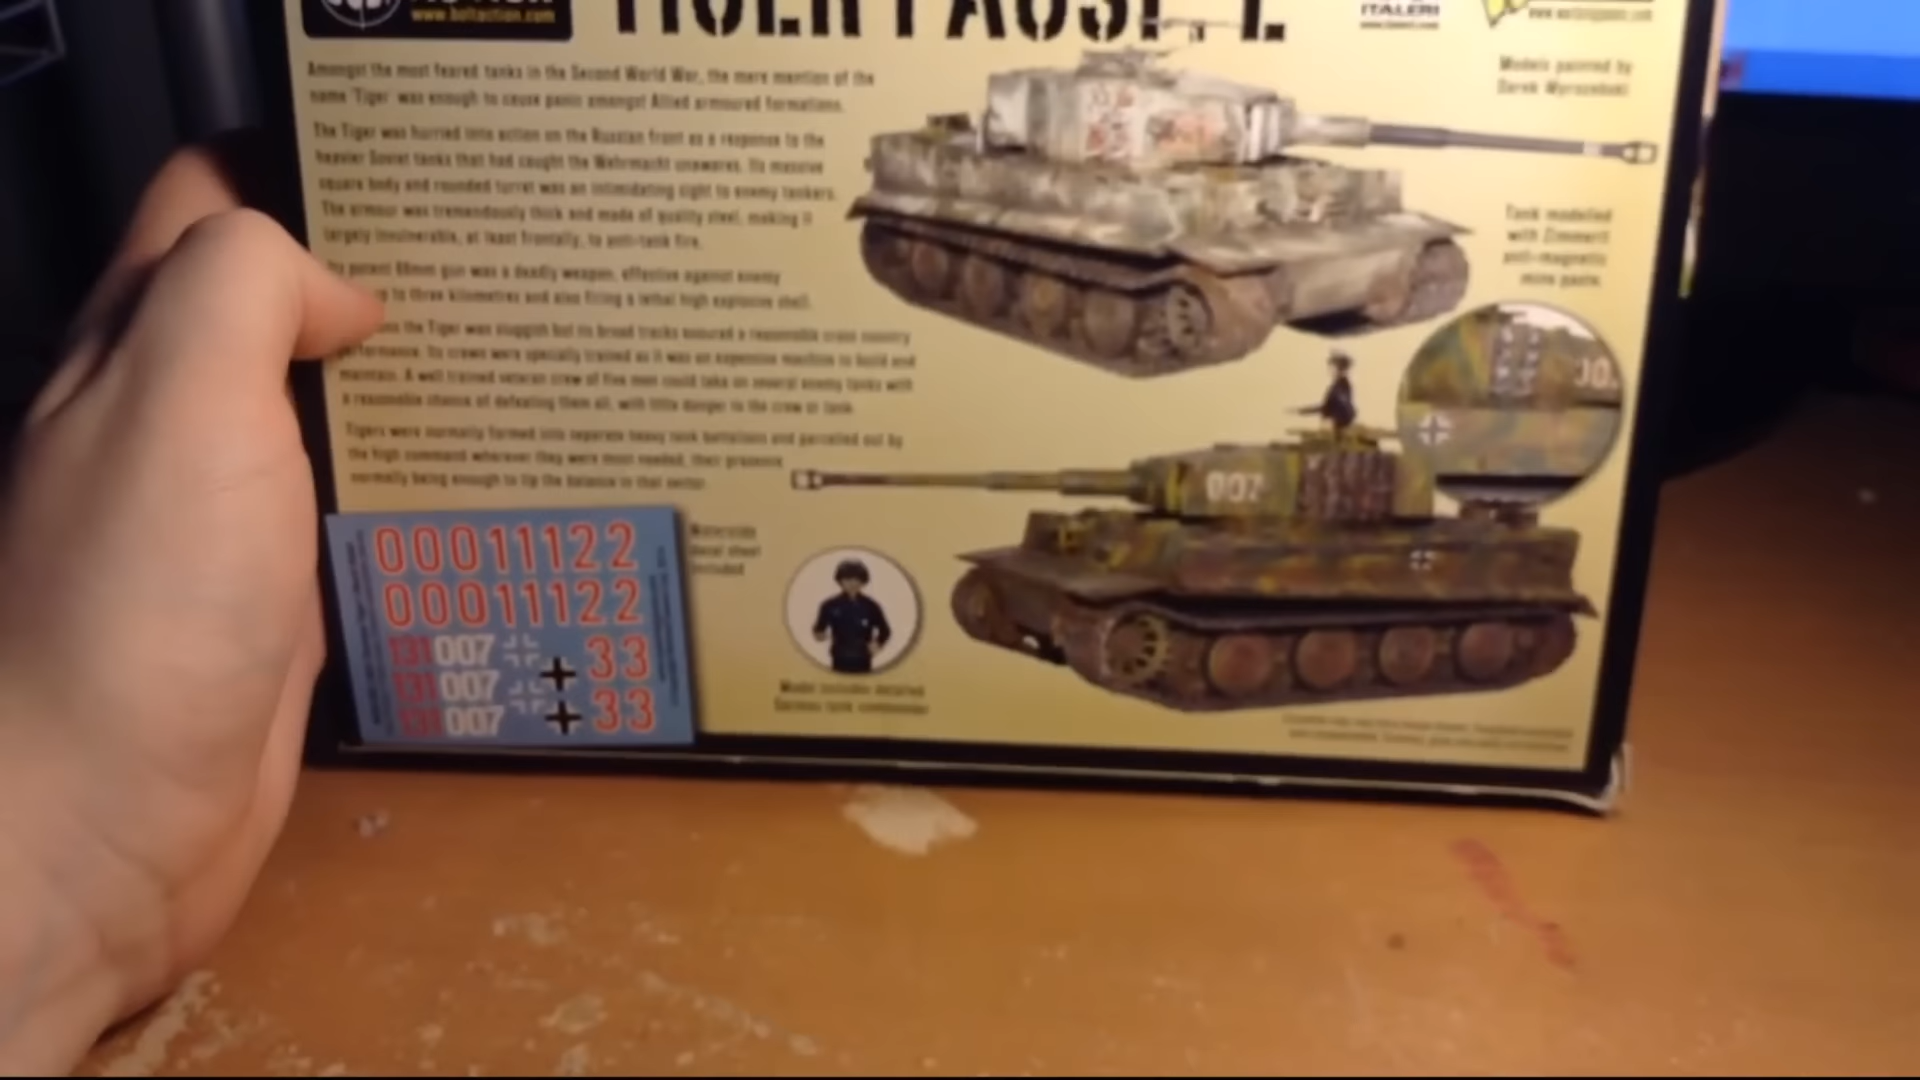 www.boltaction.com
TIGER I AUSF. E
ITALERI
Models painted by
Amongst the most feared tanks in the Second World War, the mere mention of the
name 'Tiger' was enough to cause panic amongst Allied armoured formations.
The Tiger was hurried into action on the Russian front as a response to the
heavier Soviet tanks that had caught the Wehrmacht unawares. Its massive
square body and rounded turret was an intimidating sight to enemy tankers.
The armour was tremendously thick and made of quality steel, making it
largely invulnerable, at least frontally, to anti-tank fire.
potent 88mm gun was a deadly weapon, effective against enemy
up to three kilometres and also firing a lethal high explosive shell.
the Tiger was sluggish but its broad tracks ensured a reasonable cross country
performance. Its crews were specially trained as it was an expensive machine to build and
maintain. A well trained veteran crew of five men could take on several enemy tanks with
a reasonable chance of defeating them all, with little danger to the crew or tank.
Tigers were normally formed into separate heavy tank battalions and parcelled out by
the high command wherever they were most needed, their presence
normally being enough to tip the balance in that sector.
Tank modelled
with Zimmerit
anti-magnetic
mine paste.
007
00011122
00011122
131 007 33
131 007 33
131 007
Waterslide
decal sheet
included
Model includes detailed
German tank commander